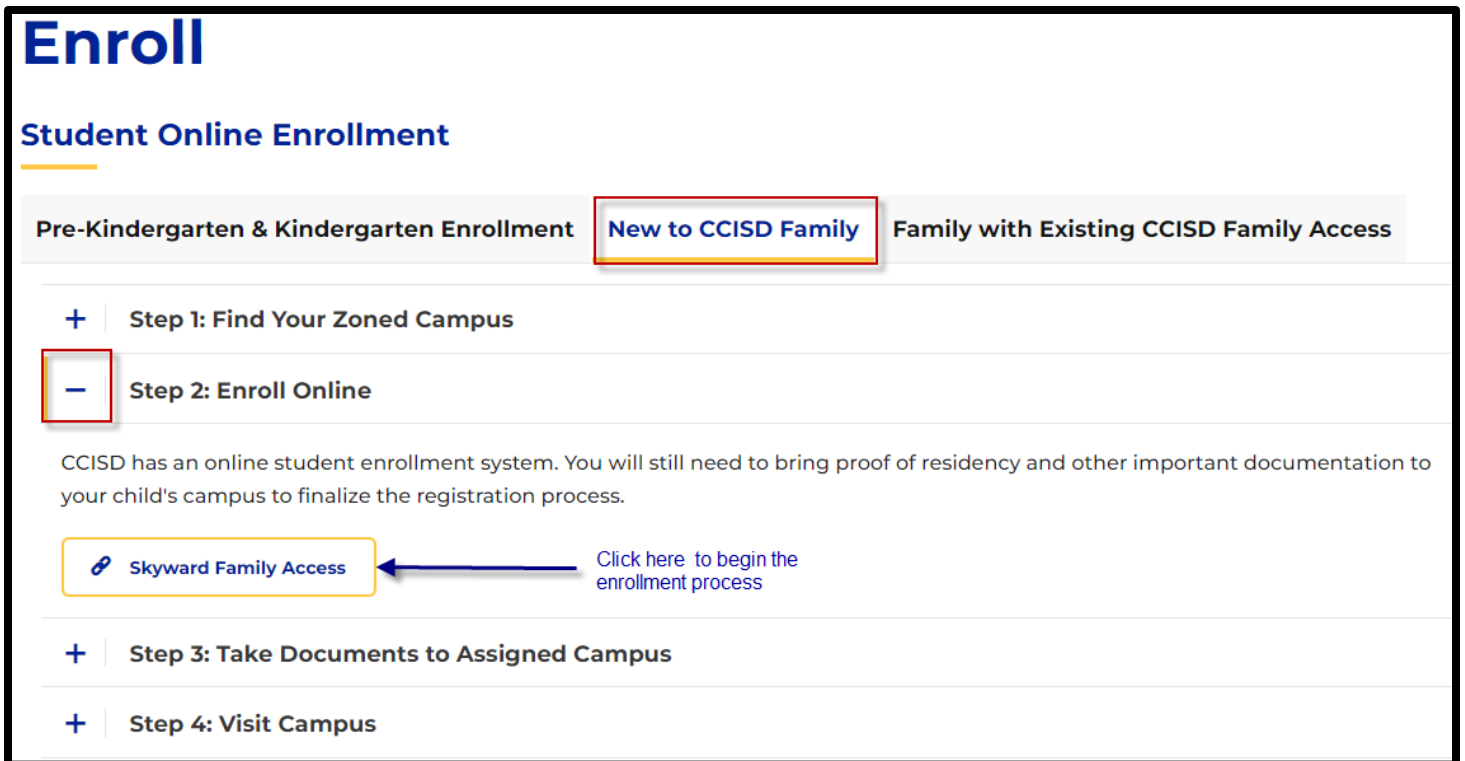 Enroll
Student Online Enrollment
Pre-Kindergarten & Kindergarten Enrollment New to CCISD Family Family with Existing CCISD Family Access
+ Step 1: Find Your Zoned Campus
− Step 2: Enroll Online
CCISD has an online student enrollment system. You will still need to bring proof of residency and other important documentation to
your child's campus to finalize the registration process.
Skyward Family Access
Click here to begin the
enrollment process
+ Step 3: Take Documents to Assigned Campus
+ Step 4: Visit Campus